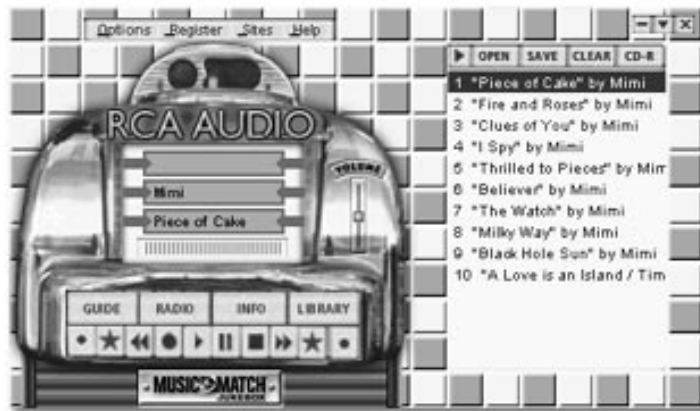 Options Register Sites Help
OPEN SAVE CLEAR CD-R
RCA AUDIO
VOLUME
Mimi
Piece of Cake
GUIDE RADIO INFO LIBRARY
MUSICMATCH
JUKEBOX
1 "Piece of Cake" by Mimi
2 "Fire and Roses" by Mimi
3 "Clues of You" by Mimi
4 "I Spy" by Mimi
5 "Thrilled to Pieces" by Mim
6 "Believer" by Mimi
7 "The Watch" by Mimi
8 "Milky Way" by Mimi
9 "Black Hole Sun" by Mimi
10 "A Love is an Island / Tim